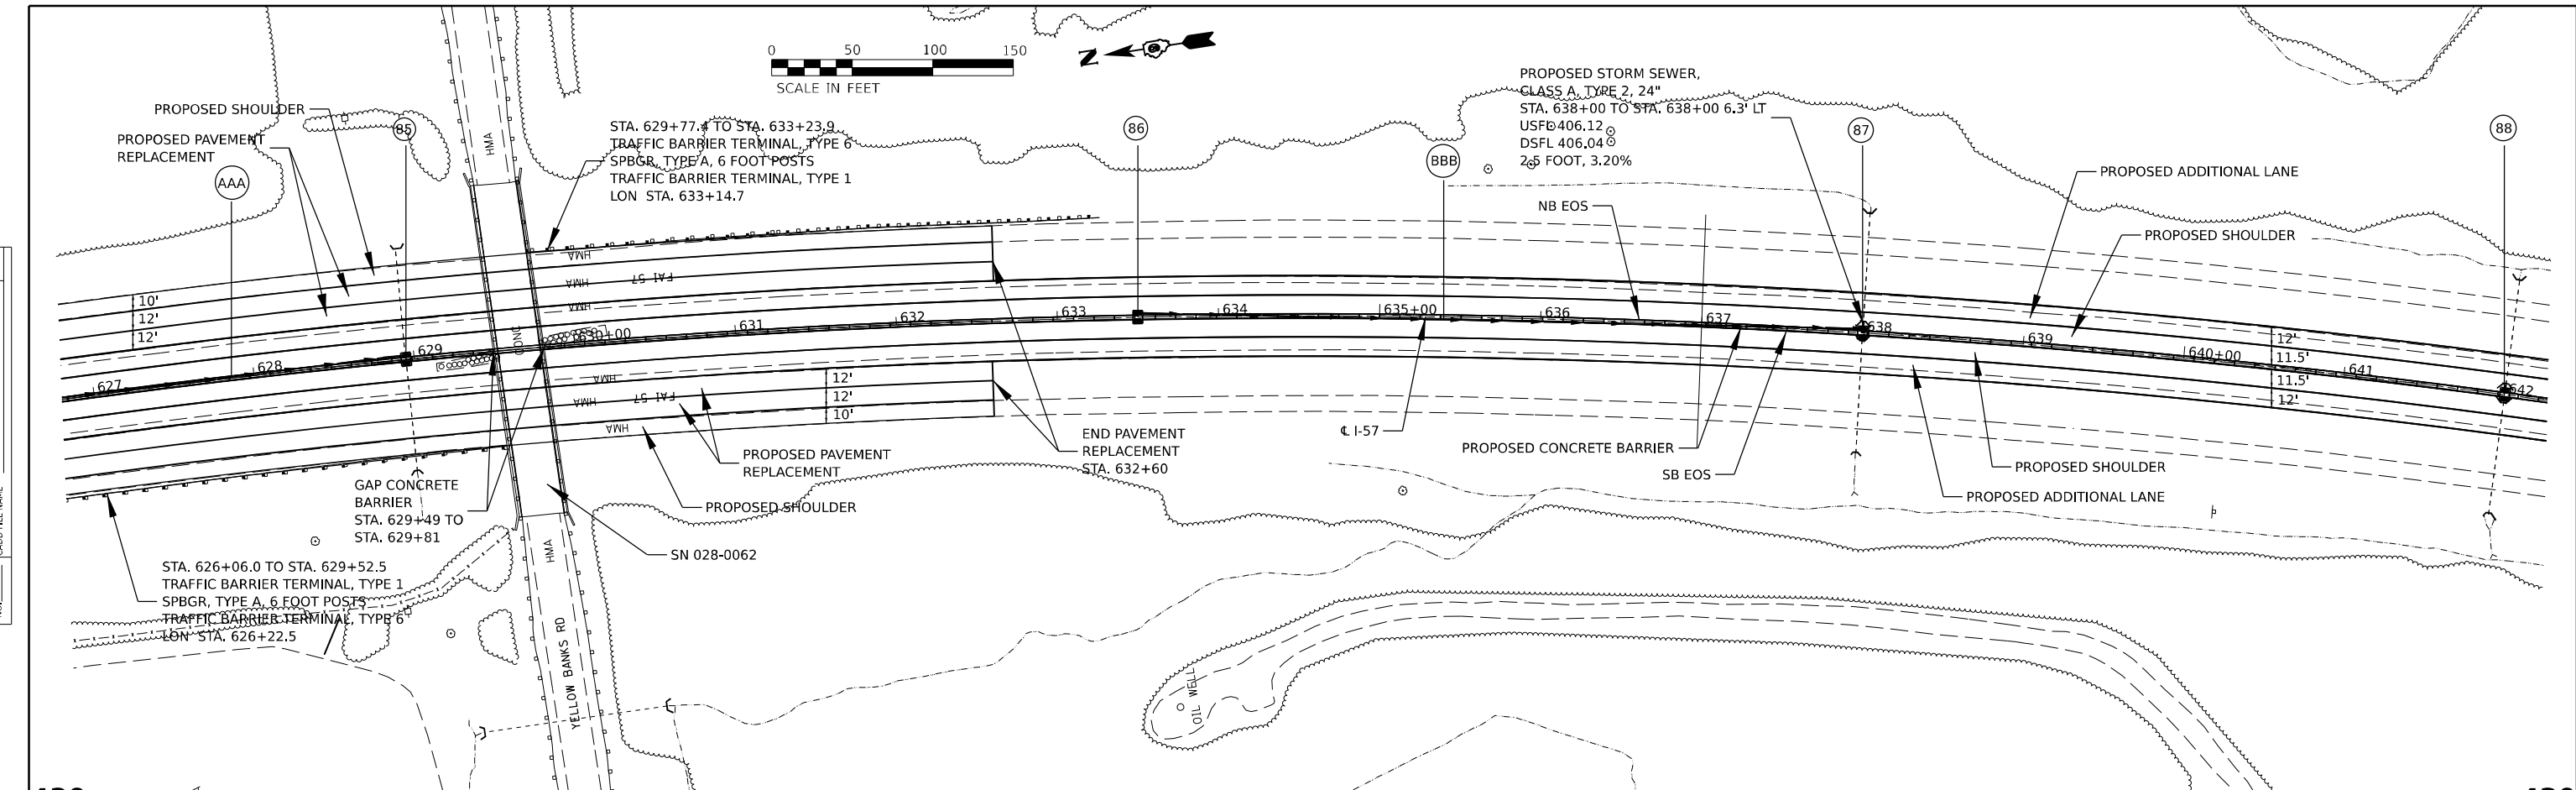 0 50 100 150
SCALE IN FEET
N
PROPOSED SHOULDER
PROPOSED PAVEMENT
REPLACEMENT
AAA
85
HMA
STA. 629+77.4 TO STA. 633+23.9
TRAFFIC BARRIER TERMINAL, TYPE 6
SPBGR, TYPE A, 6 FOOT POSTS
TRAFFIC BARRIER TERMINAL, TYPE 1
LON STA. 633+14.7
86
BBB
PROPOSED STORM SEWER,
CLASS A, TYPE 2, 24"
STA. 638+00 TO STA. 638+00 6.3' LT
USFL 406.12
DSFL 406.04
2.5 FOOT, 3.20%
87
88
NB EOS
PROPOSED ADDITIONAL LANE
PROPOSED SHOULDER
10'
12'
12'
HMA
HMA
FAI 57
HMA
CONC
627
628
629
630+00
631
632
633
634
635+00
636
637
638
639
640+00
641
642
12'
11.5'
11.5'
12'
HMA
HMA
FAI 57
HMA
12'
12'
10'
GAP CONCRETE
BARRIER
STA. 629+49 TO
STA. 629+81
PROPOSED PAVEMENT
REPLACEMENT
PROPOSED SHOULDER
SN 028-0062
END PAVEMENT
REPLACEMENT
STA. 632+60
℄ I-57
PROPOSED CONCRETE BARRIER
SB EOS
PROPOSED SHOULDER
PROPOSED ADDITIONAL LANE
STA. 626+06.0 TO STA. 629+52.5
TRAFFIC BARRIER TERMINAL, TYPE 1
SPBGR, TYPE A, 6 FOOT POSTS
TRAFFIC BARRIER TERMINAL, TYPE 6
LON STA. 626+22.5
HMA
YELLOW BANKS RD
OIL WELL